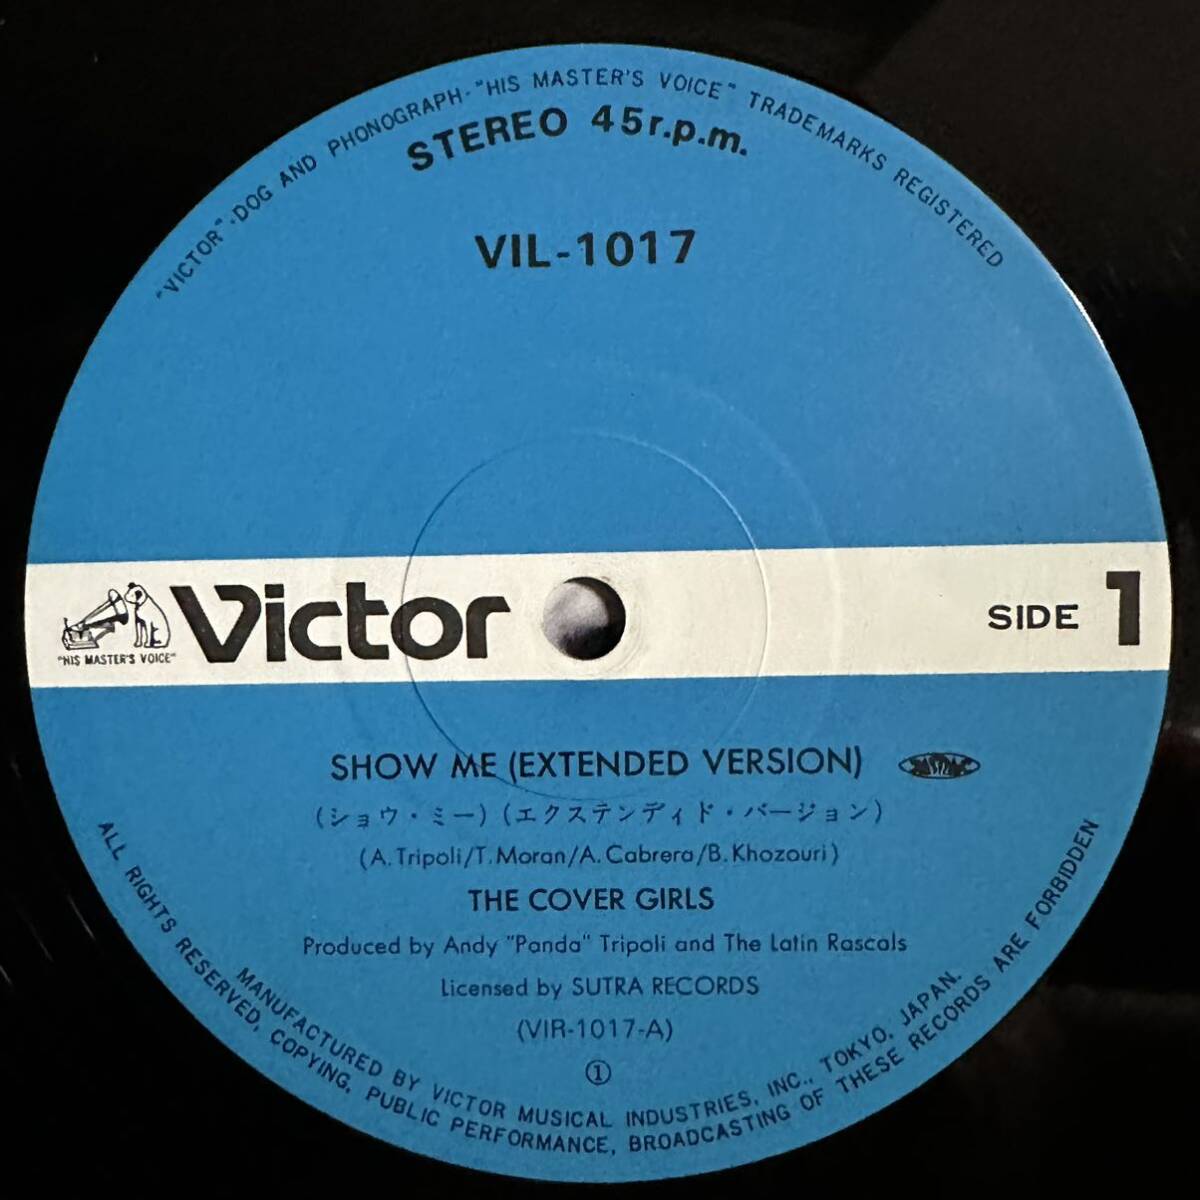 "VICTOR"-DOG AND PHONOGRAPH-"HIS MASTER'S VOICE" TRADEMARKS REGISTERED
STEREO 45r.p.m.
VIL-1017
"HIS MASTER'S VOICE"
Victor
SIDE 1
SHOW ME (EXTENDED VERSION)
(ショウ・ミー)(エクステンディド・バージョン)
(A. Tripoli/T. Moran/A. Cabrera/B. Khozouri)
THE COVER GIRLS
Produced by Andy "Panda" Tripoli and The Latin Rascals
Licensed by SUTRA RECORDS
(VIR-1017-A)
①
MANUFACTURED BY VICTOR MUSICAL INDUSTRIES, INC., TOKYO, JAPAN.
ALL RIGHTS RESERVED, COPYING, PUBLIC PERFORMANCE, BROADCASTING OF THESE RECORDS ARE FORBIDDEN